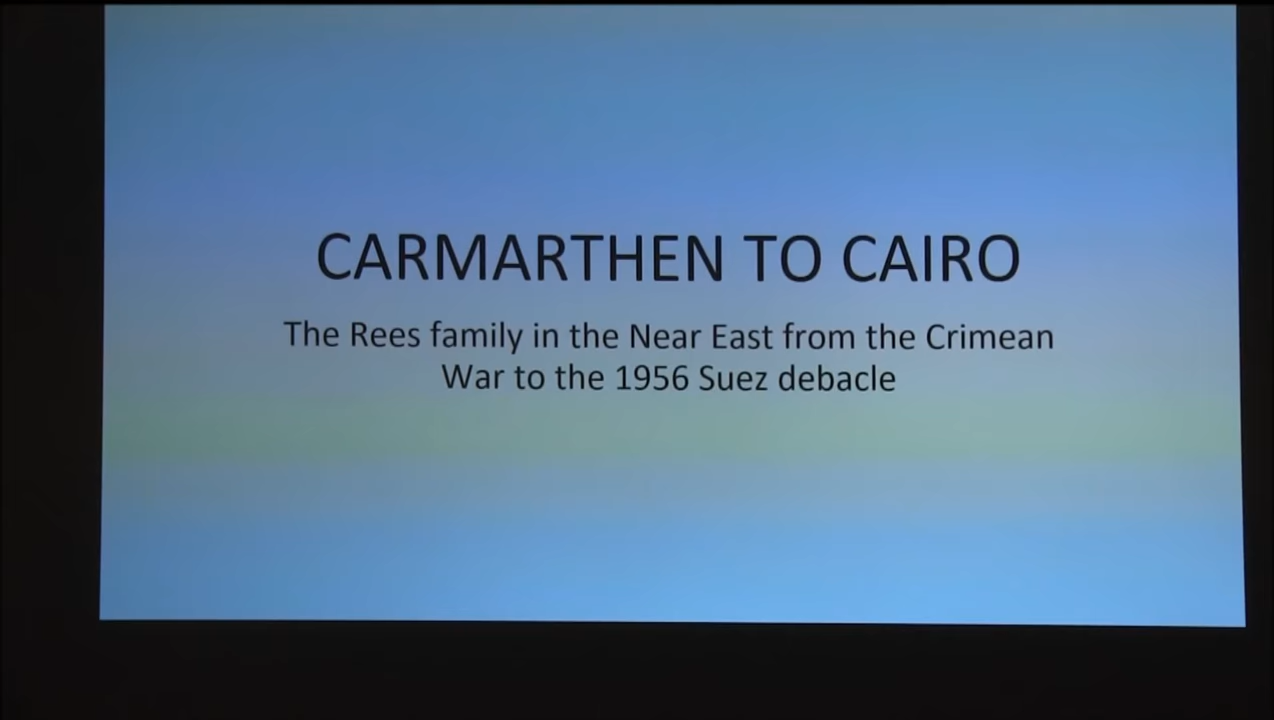 CARMARTHEN TO CAIRO
The Rees family in the Near East from the Crimean
War to the 1956 Suez debacle